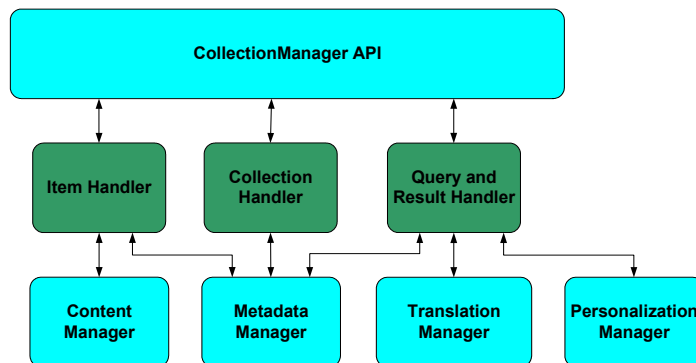 CollectionManager API
Item Handler
Collection
Handler
Query and
Result Handler
Content
Manager
Metadata
Manager
Translation
Manager
Personalization
Manager